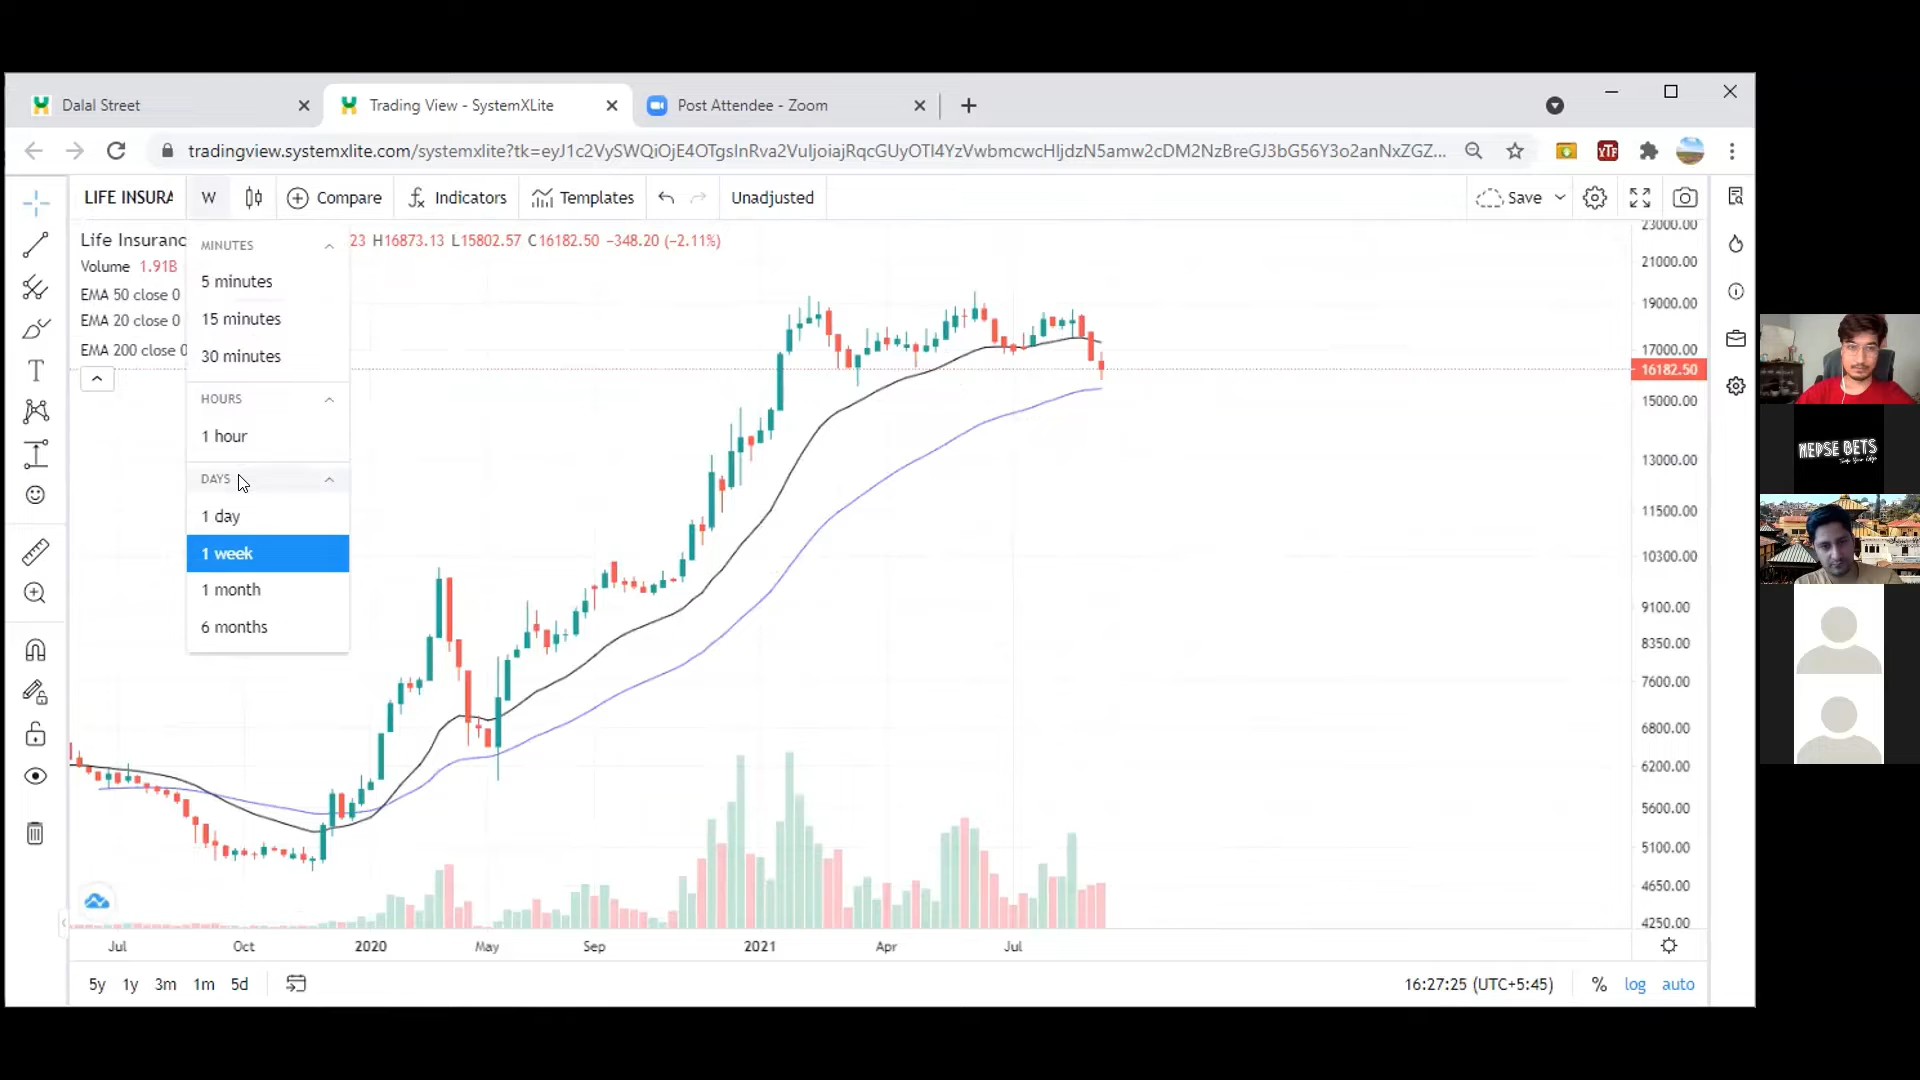 Dalal Street
Trading View - SystemXLite
Post Attendee - Zoom
tradingview.systemxlite.com/systemxlite?tk=eyJ1c2VySWQiOjE4OTgsInRva2VuIjoiajRqcGUyOTI4YzVwbmcwcHljdzN5amw2cDM2NzBreGJ3bG56Y3o2anNxZGZ...
LIFE INSURA
W
Compare
Indicators
Templates
Unadjusted
Save
Life Insuranc
23 H16873.13 L15802.57 C16182.50 −348.20 (−2.11%)
Volume 1.91B
EMA 50 close 0
EMA 20 close 0
EMA 200 close 0
MINUTES
5 minutes
15 minutes
30 minutes
HOURS
1 hour
DAYS
1 day
1 week
1 month
6 months
23000.00
21000.00
19000.00
17000.00
16182.50
15000.00
13000.00
11500.00
10300.00
9100.00
8350.00
7600.00
6800.00
6200.00
5600.00
5100.00
4650.00
4250.00
Jul
Oct
2020
May
Sep
2021
Apr
Jul
5y 1y 3m 1m 5d
16:27:25 (UTC+5:45)
% log auto
YTF
NEPSE BETS